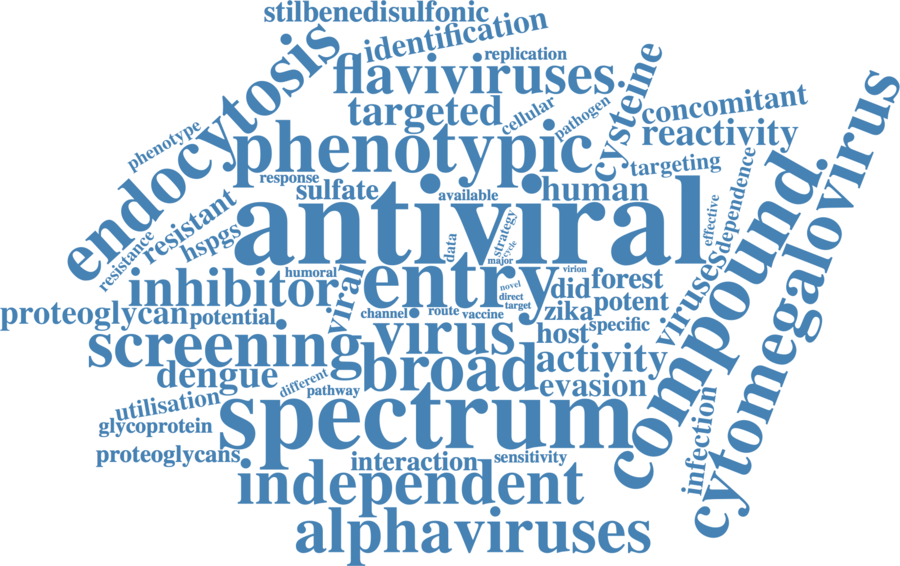 stilbenedisulfonic
identification
replication
flaviviruses
endocytosis
cysteine
targeted
cellular
pathogen
concomitant
reactivity
phenotype
phenotypic
targeting
response
sulfate
available
human
resistant
resistance
hspgs
antiviral
data
strategy
cycle
major
effective
dependence
compound.
cytomegalovirus
humoral
inhibitor
viral
entry
virion
novel
direct
target
did
forest
zika
potent
viruses
proteoglycan
potential
channel
route
vaccine
virus
host
specific
screening
broad
activity
dengue
different
pathway
evasion
utilisation
spectrum
glycoprotein
infection
proteoglycans
interaction
sensitivity
independent
alphaviruses